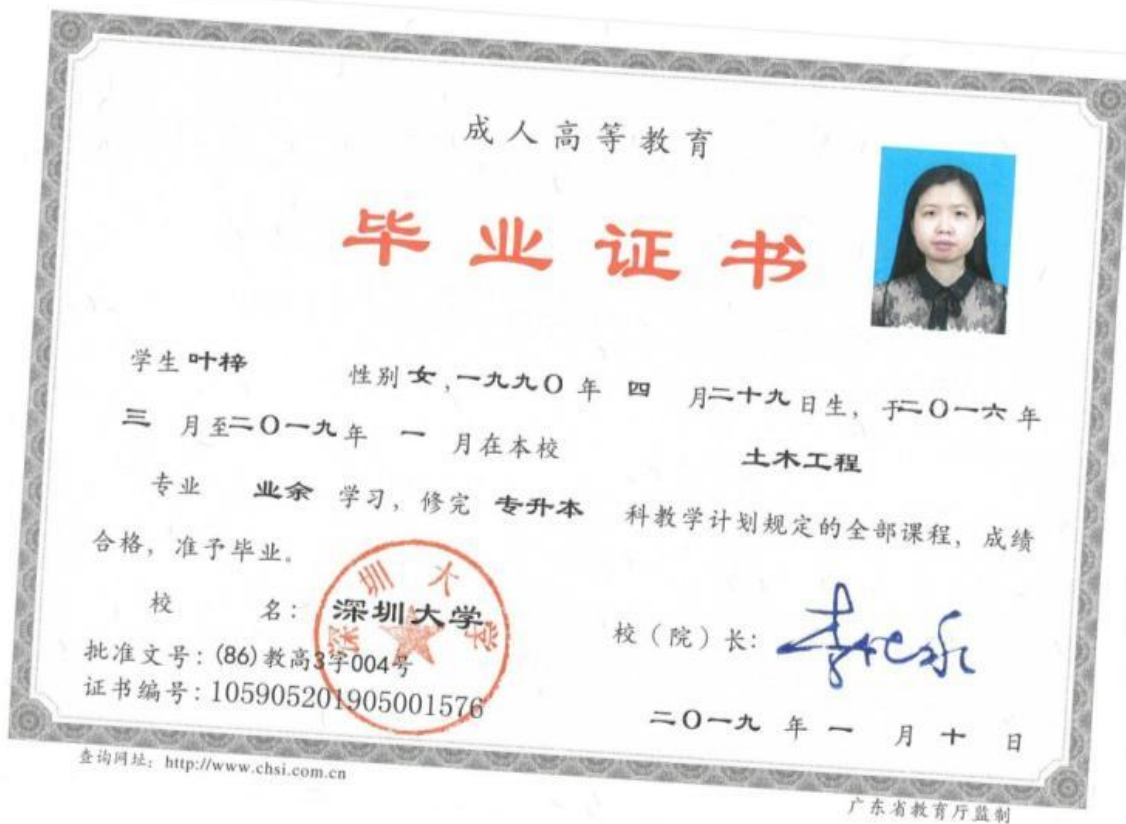 成人高等教育
毕业证书
学生 叶梓 性别 女,一九九〇 年 四 月 二十九 日生，于 二〇一六 年
三 月至 二〇一九 年 一 月在本校 土木工程
专业 业余 学习，修完 专升本 科教学计划规定的全部课程，成绩
合格，准予毕业。
校 名： 深圳大学
深圳大学
校（院）长：
批准文号：(86)教高3字004号
证书编号：105905201905001576
二〇一九 年 一 月 十 日
查询网址：http://www.chsi.com.cn
广东省教育厅监制